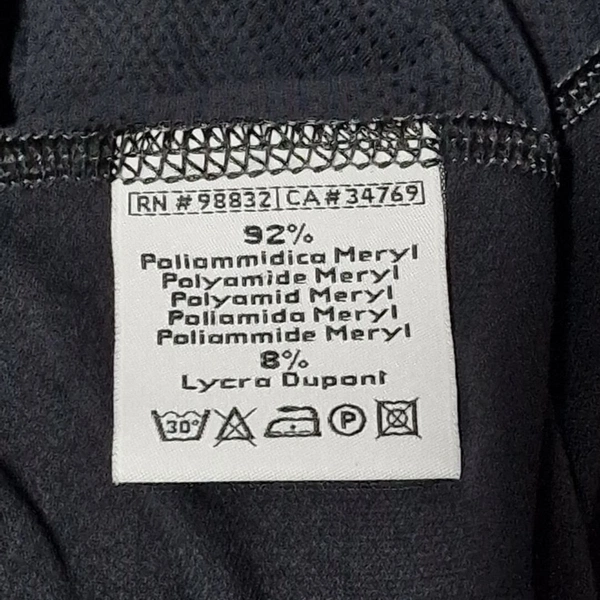 RN #98832 CA#34769
92%
Poliammidica Meryl
Polyamide Meryl
Polyamid Meryl
Poliamida Meryl
Poliammide Meryl
8%
Lycra Dupont
30° P